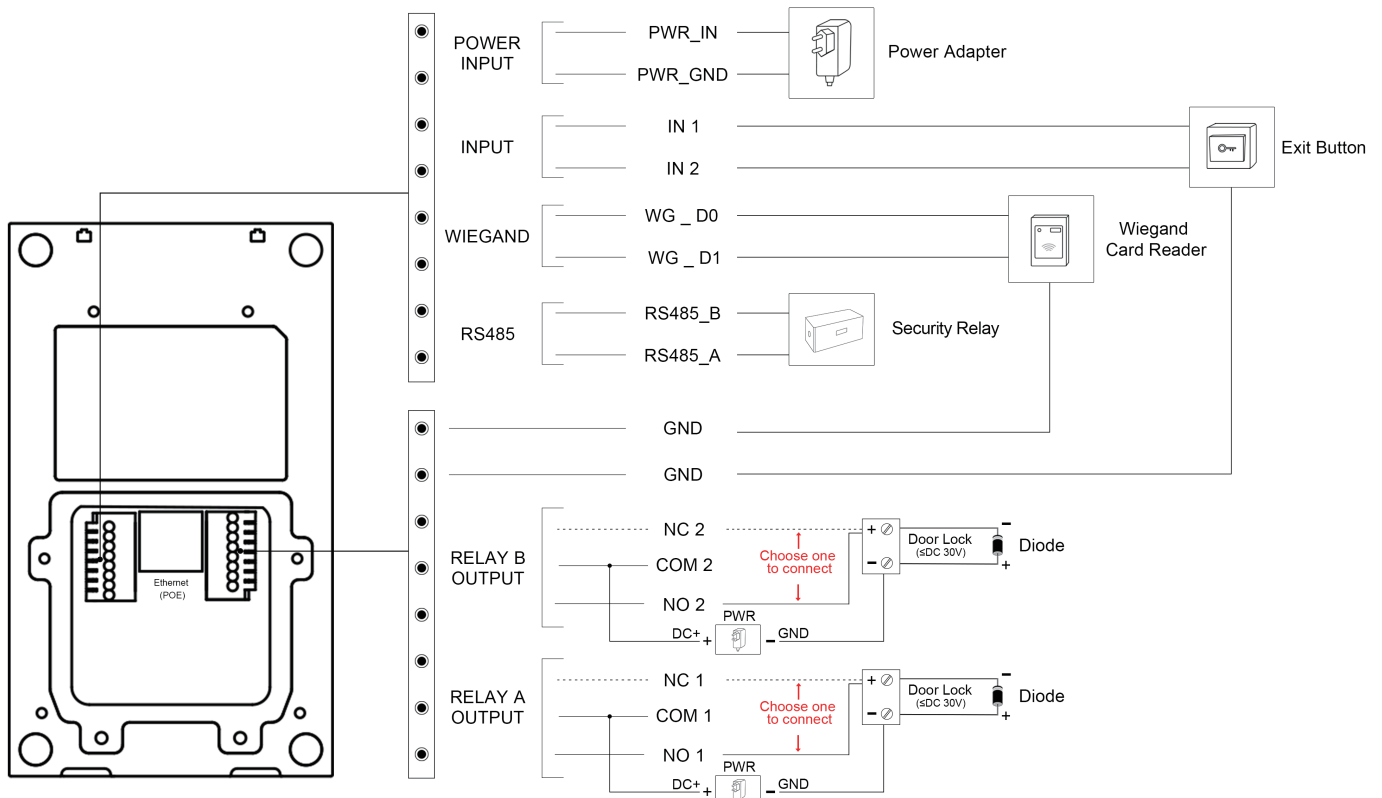 POWER
INPUT
PWR_IN
PWR_GND
Power Adapter
INPUT
IN 1
IN 2
Exit Button
WIEGAND
WG _ D0
WG _ D1
Wiegand
Card Reader
RS485
RS485_B
RS485_A
Security Relay
GND
GND
Ethernet
(POE)
RELAY B
OUTPUT
NC 2
COM 2
NO 2
Choose one
to connect
+
−
Door Lock
(≤DC 30V)
−
+
Diode
PWR
DC+ + − GND
RELAY A
OUTPUT
NC 1
COM 1
NO 1
Choose one
to connect
+
−
Door Lock
(≤DC 30V)
−
+
Diode
PWR
DC+ + − GND